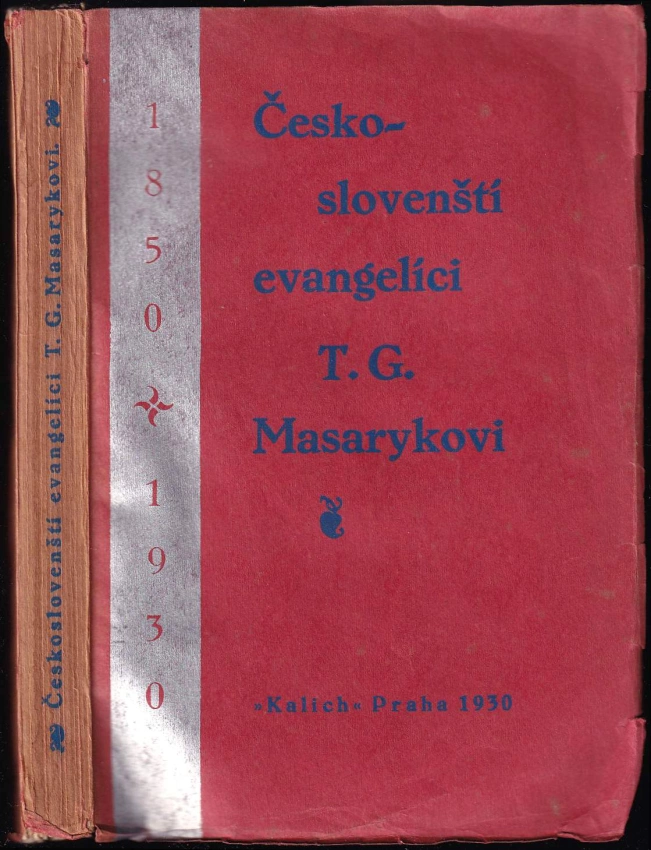 Českoslovenští evangelíci T. G. Masarykovi.
1850
1930
Česko-
slovenští
evangelíci
T. G.
Masarykovi
»Kalich« Praha 1930